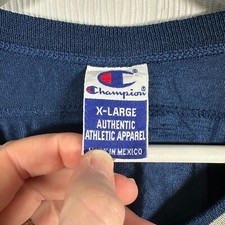 Champion
X-LARGE
AUTHENTIC
ATHLETIC APPAREL
MADE IN MEXICO